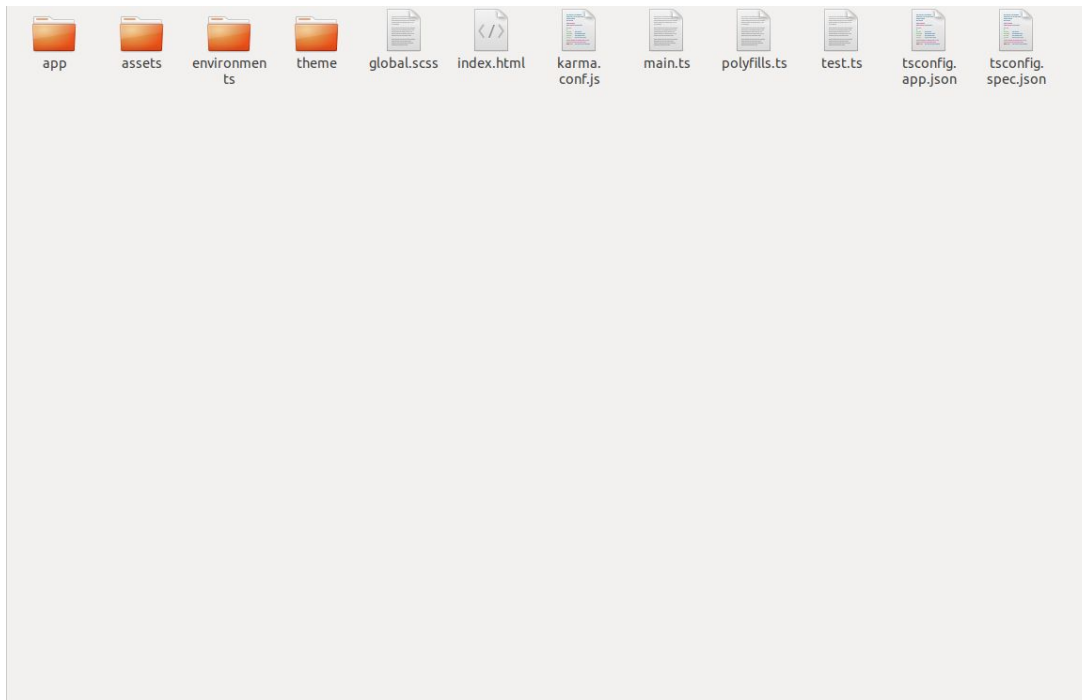 app
assets
environmen
ts
theme
global.scss
index.html
karma.
conf.js
main.ts
polyfills.ts
test.ts
tsconfig.
app.json
tsconfig.
spec.json